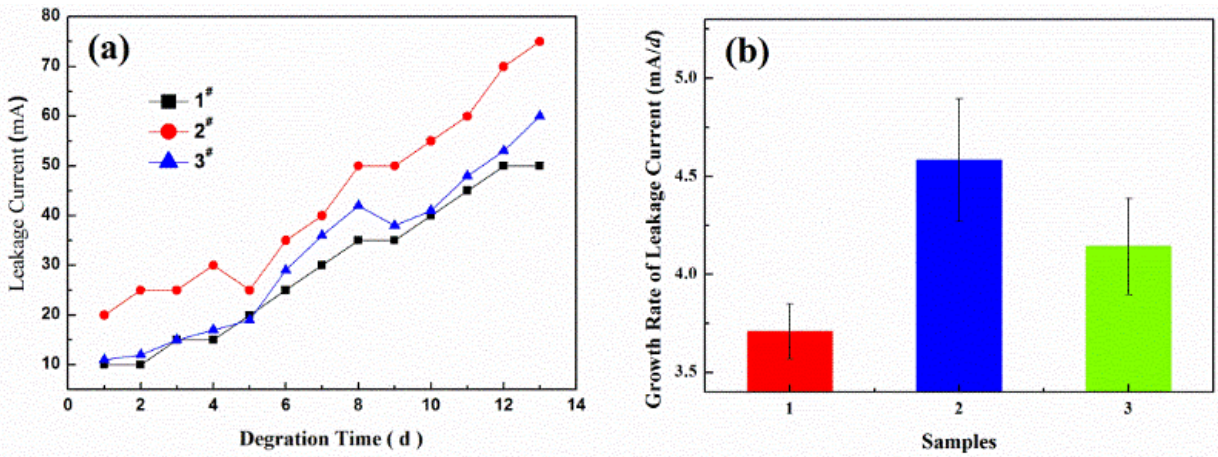 (a)
80
70
60
50
40
30
20
10
Leakage Current (mA)
1#
2#
3#
0 2 4 6 8 10 12 14
Degration Time ( d )
(b)
5.0
4.5
4.0
3.5
Growth Rate of Leakage Current (mA/d)
1 2 3
Samples